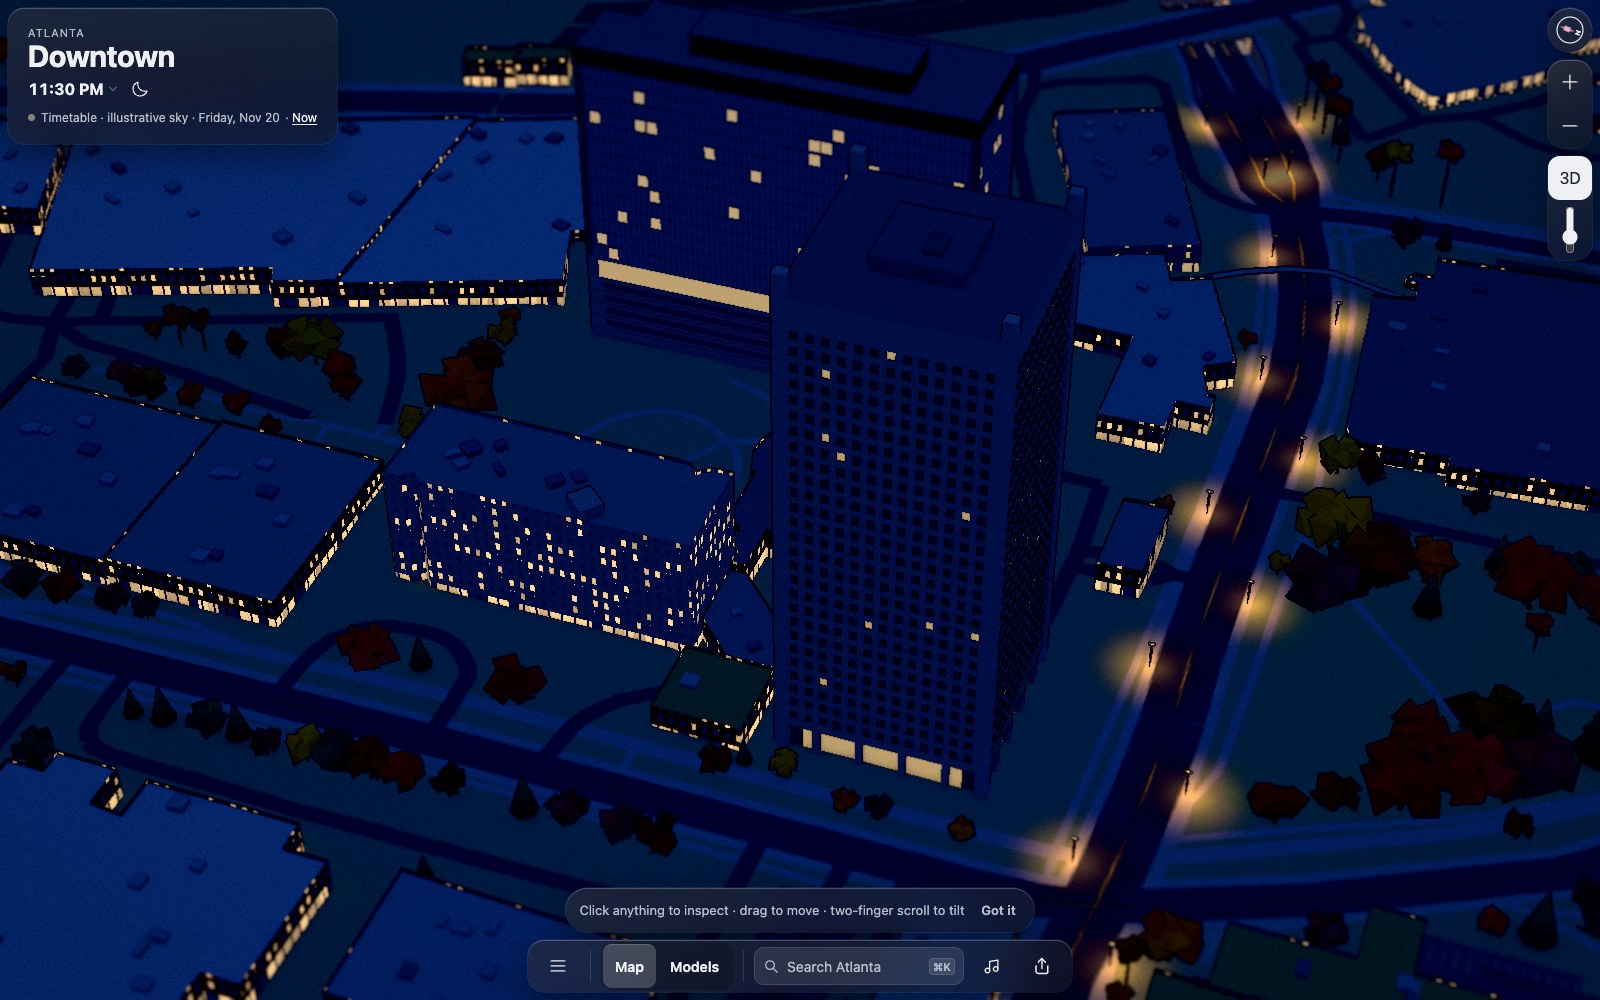 ATLANTA
Downtown
11:30 PM
Timetable · illustrative sky · Friday, Nov 20 · Now
3D
Click anything to inspect · drag to move · two-finger scroll to tilt Got it
Map Models Search Atlanta ⌘K